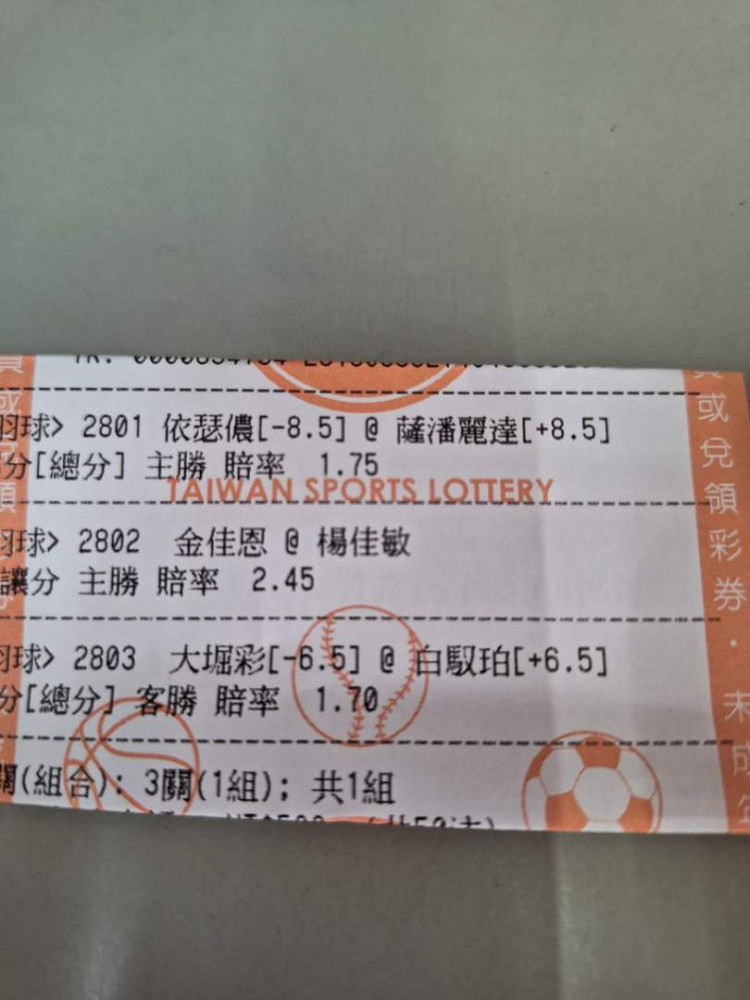 羽球> 2801 依瑟儂[-8.5] @ 薩潘麗達[+8.5]
分[總分] 主勝 賠率 1.75
TAIWAN SPORTS LOTTERY
羽球> 2802 金佳恩 @ 楊佳敏
讓分 主勝 賠率 2.45
羽球> 2803 大堀彩[-6.5] @ 白馭珀[+6.5]
分[總分] 客勝 賠率 1.70
關(組合): 3關(1組); 共1組
或兌領彩券·未成年